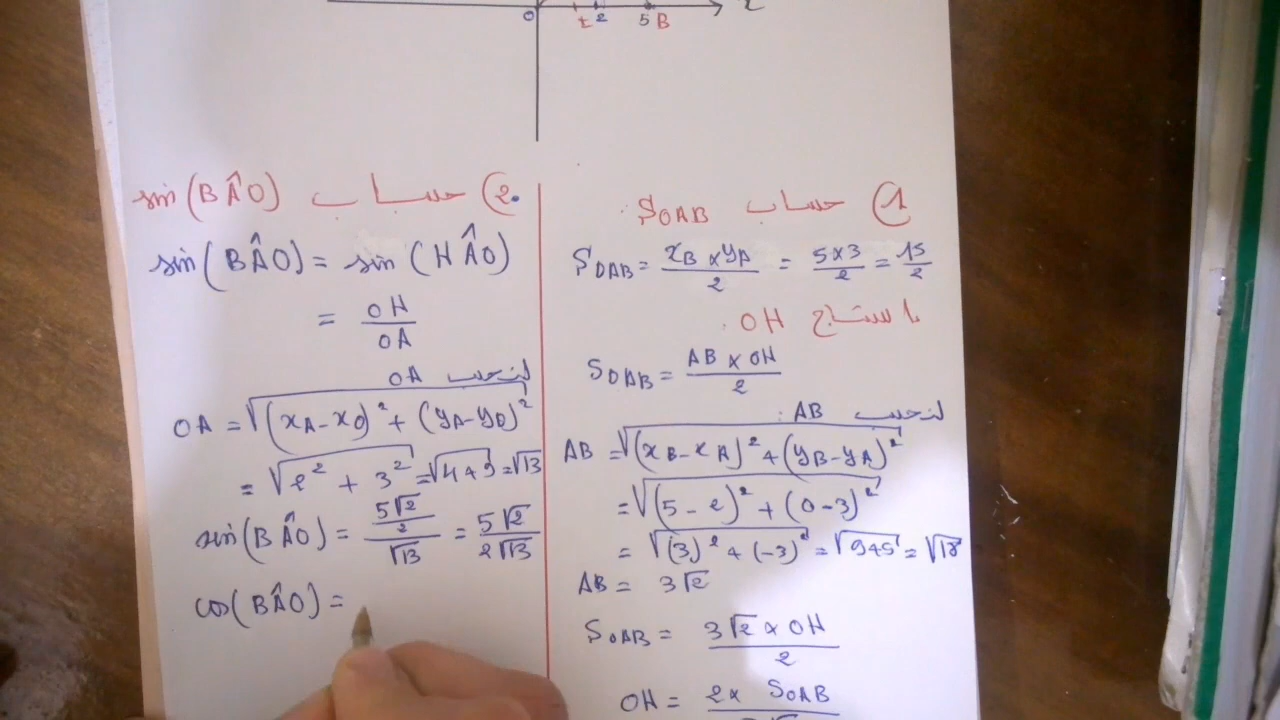 0 t 2 5 B
1) حساب S_OAB
S_OAB = (x_B × y_A)/2 = (5×3)/2 = 15/2
استتاج OH
S_OAB = (AB × OH)/2
لنحسب AB :
AB = √((x_B - x_A)² + (y_B - y_A)²)
= √((5 - 2)² + (0 - 3)²)
= √((3)² + (-3)²) = √(9+9) = √18
AB = 3√2
S_OAB = (3√2 × OH)/2
OH = 2 × S_OAB
2) حساب sin(BÂO)
sin(BÂO) = sin(HÂO)
= OH/OA
لنحسب OA
OA = √((x_A - x_O)² + (y_A - y_O)²)
= √(2² + 3²) = √(4+9) = √13
sin(BÂO) = (5√2/2)/√13 = 5√2/2√13
cos(BÂO) =